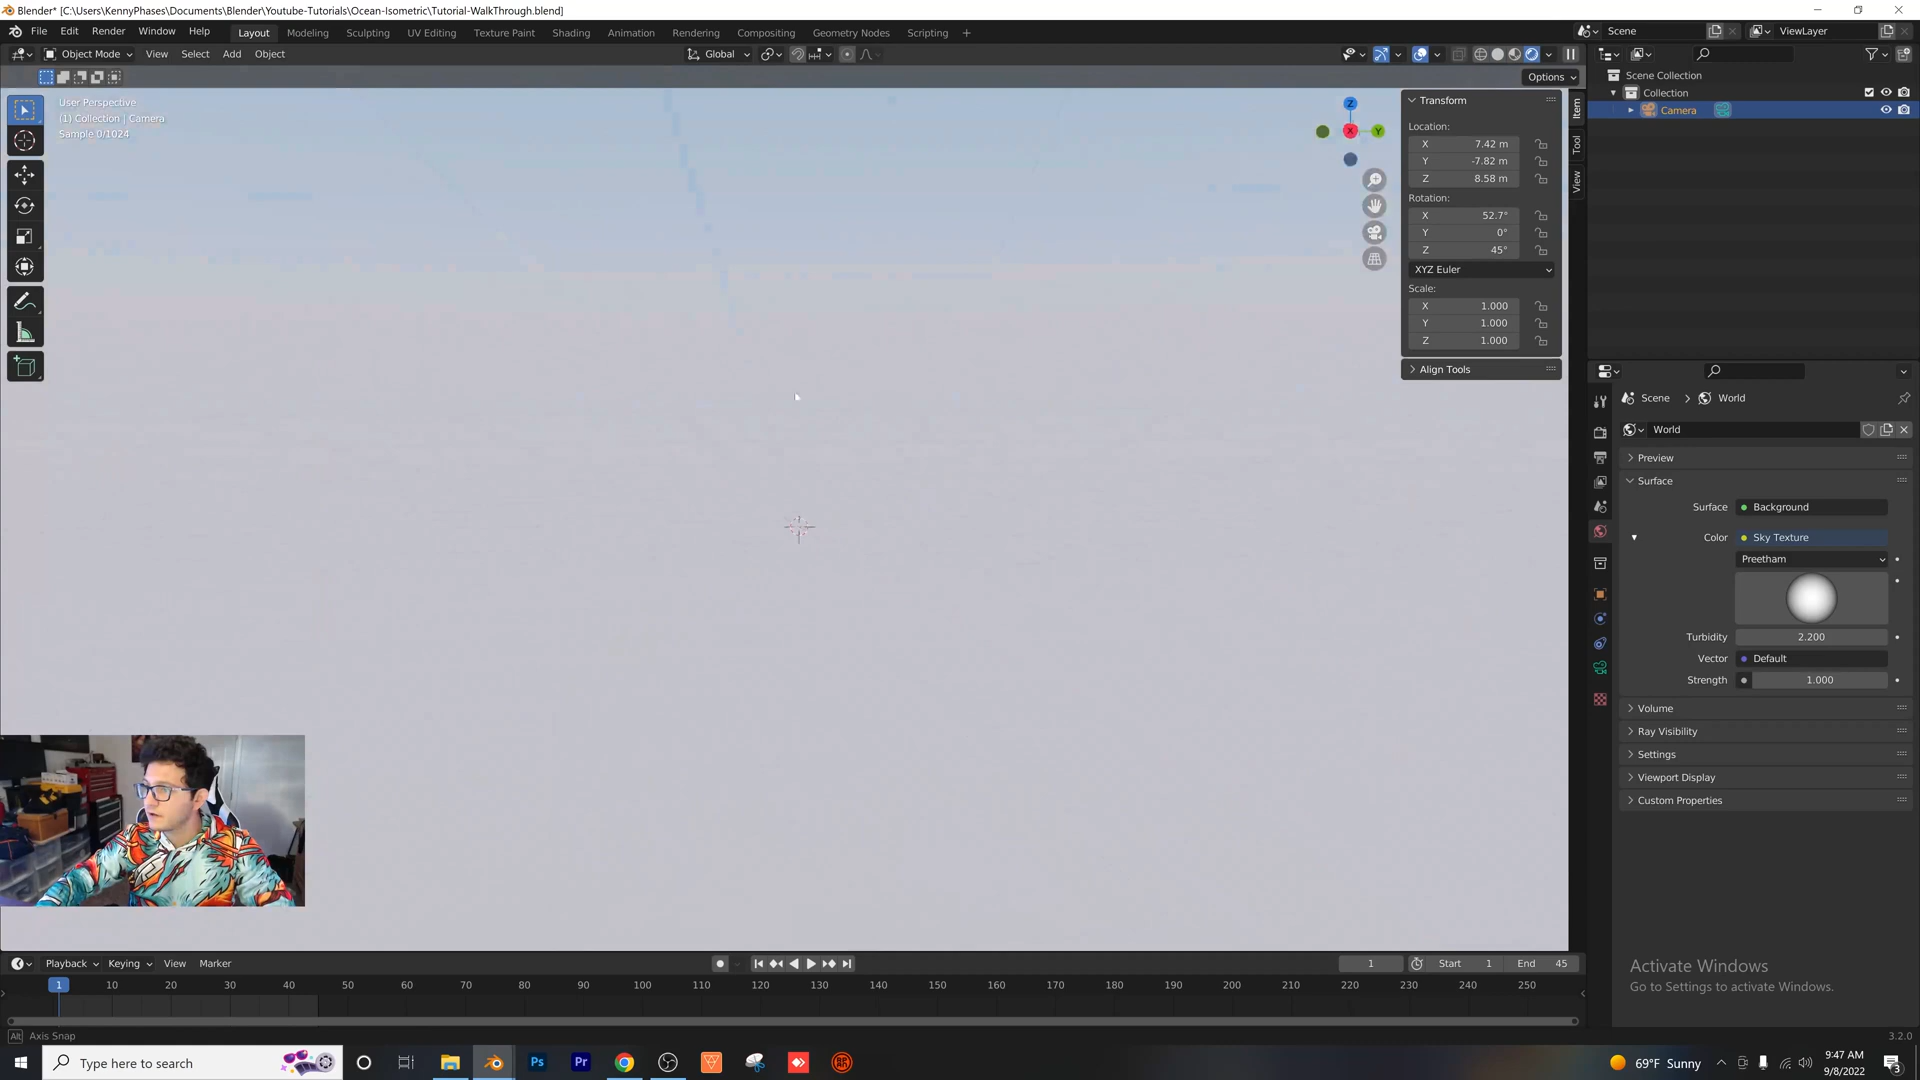 Blender* [C:\Users\KennyPhases\Documents\Blender\Youtube-Tutorials\Ocean-Isometric\Tutorial-WalkThrough.blend]
File Edit Render Window Help Layout Modeling Sculpting UV Editing Texture Paint Shading Animation Rendering Compositing Geometry Nodes Scripting + Scene ViewLayer
Object Mode View Select Add Object Global
Options
User Perspective
(1) Collection | Camera
Sample 0/1024
Z
X
Y
Transform
Location:
X 7.42 m
Y -7.82 m
Z 8.58 m
Rotation:
X 52.7°
Y 0°
Z 45°
XYZ Euler
Scale:
X 1.000
Y 1.000
Z 1.000
Align Tools
Item
Tool
View
Scene Collection
Collection
Camera
Scene > World
World
Preview
Surface
Surface Background
Color Sky Texture
Preetham
Turbidity 2.200
Vector Default
Strength 1.000
Volume
Ray Visibility
Settings
Viewport Display
Custom Properties
Activate Windows
Go to Settings to activate Windows.
Playback Keying View Marker 1 Start 1 End 45
1 10 20 30 40 50 60 70 80 90 100 110 120 130 140 150 160 170 180 190 200 210 220 230 240 250
Alt Axis Snap
3.2.0
Type here to search
Ps Pr
69°F Sunny
9:47 AM
9/8/2022
3